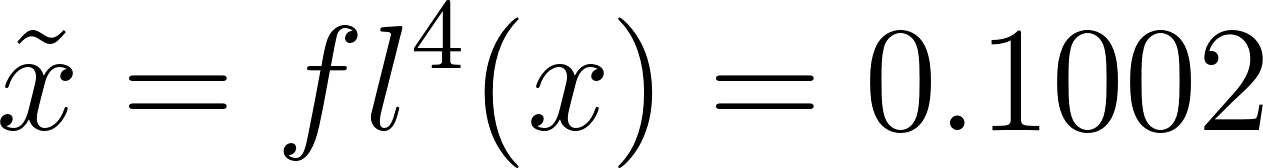 x̃ = fl⁴(x) = 0.1002